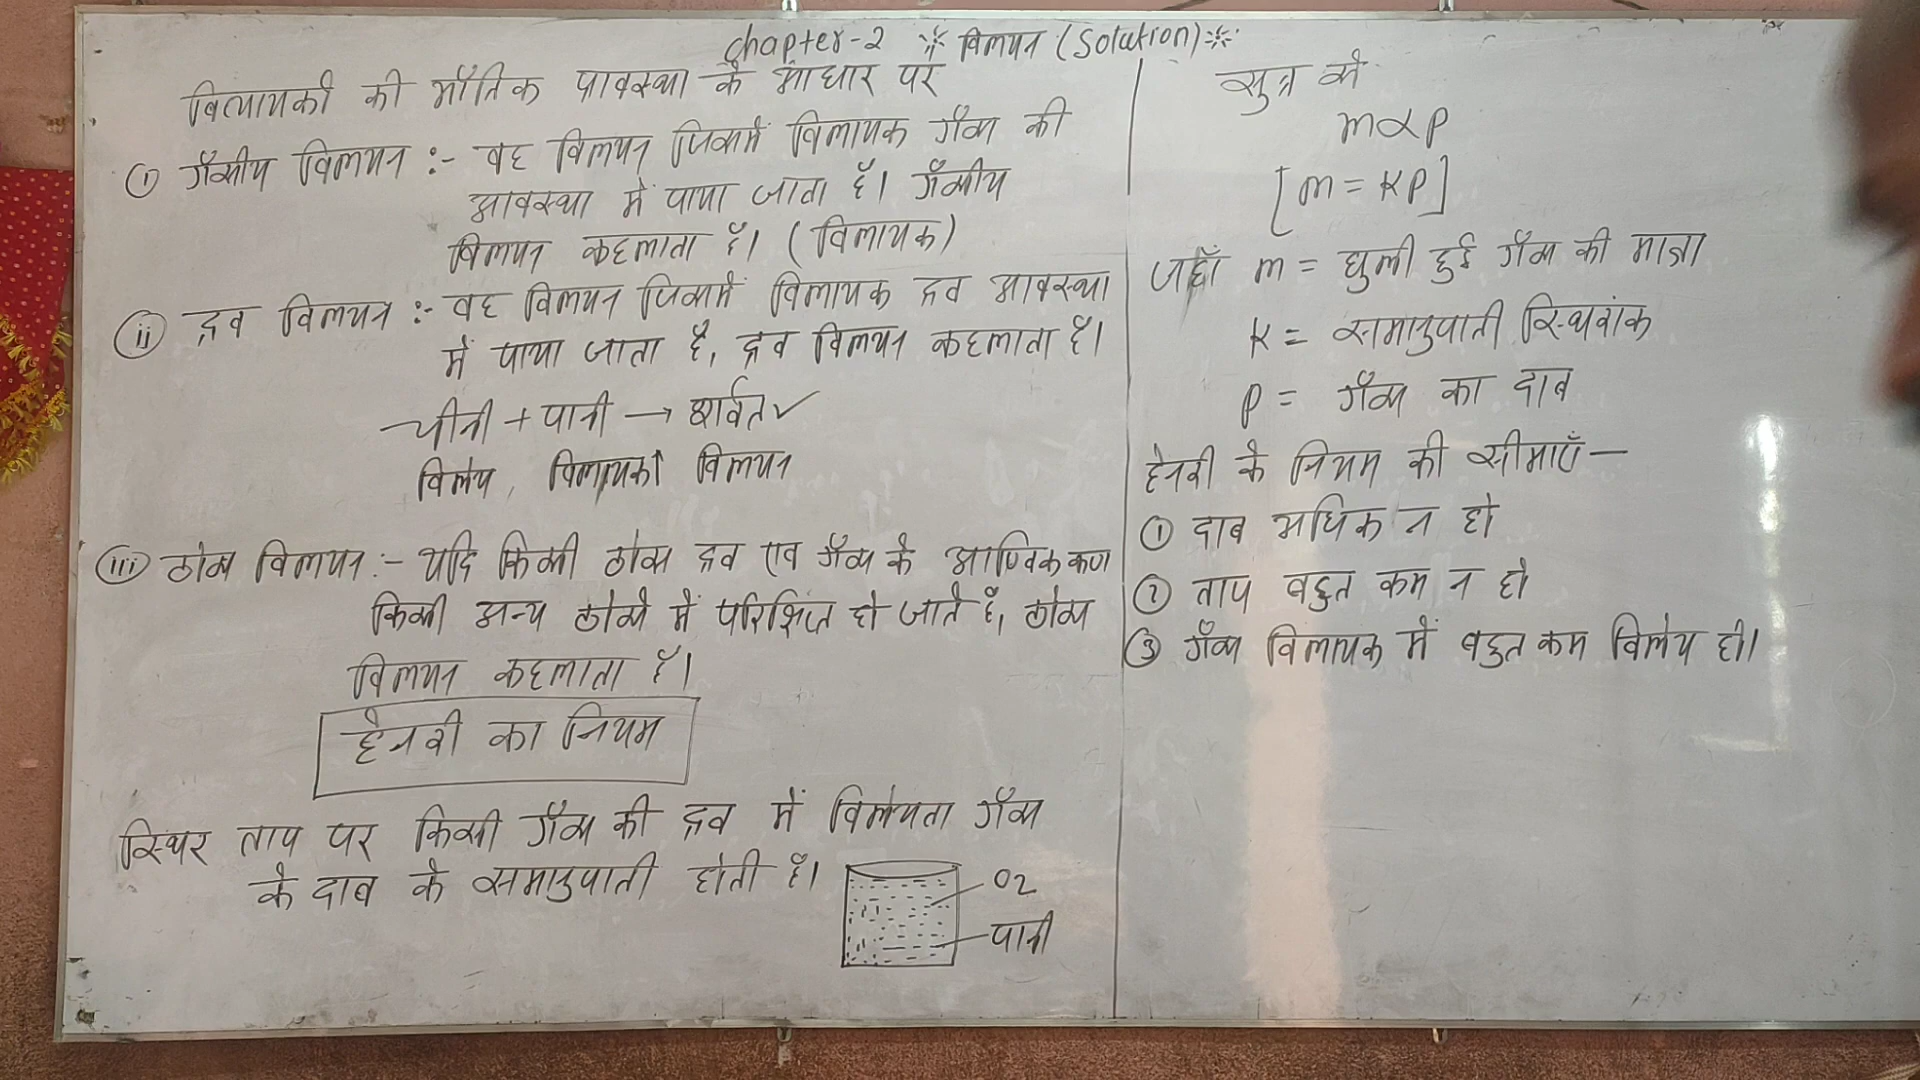 chapter-2 * विलयन (Solution) *
विलायकों की भौतिक प्रावस्था के आधार पर
(i) गैसीय विलयन :- वह विलयन जिसमें विलायक गैस की
आवस्था में पाया जाता है। गैसीय
विलयन कहलाता है। (विलायक)
(ii) द्रव विलयन :- वह विलयन जिसमें विलायक द्रव आवस्था
में पाया जाता है, द्रव विलयन कहलाता है।
चीनी + पानी → शर्वत ✓
विलेय, विलायकों विलयन
(iii) ठोस विलयन :- यदि किसी ठोस द्रव एव गैस के आण्विक कण
किसी अन्य ठोस में परिक्षिप्त हो जाते है, ठोस
विलयन कहलाता है।
हेनरी का नियम
स्थिर ताप पर किसी गैस की द्रव में विलेयता गैस
के दाब के समानुपाती होती है।
O2
पानी
सुत्र से
m∝P
[m = KP]
जहाँ m = घुली हुई गैस की मात्रा
K = समानुपाती स्थिरांक
P = गैस का दाब
हेनरी के नियम की सीमाएँ —
① दाब अधिक न हो
② ताप बहुत कम न हो
③ गैस विलायक में बहुत कम विलेय हो।